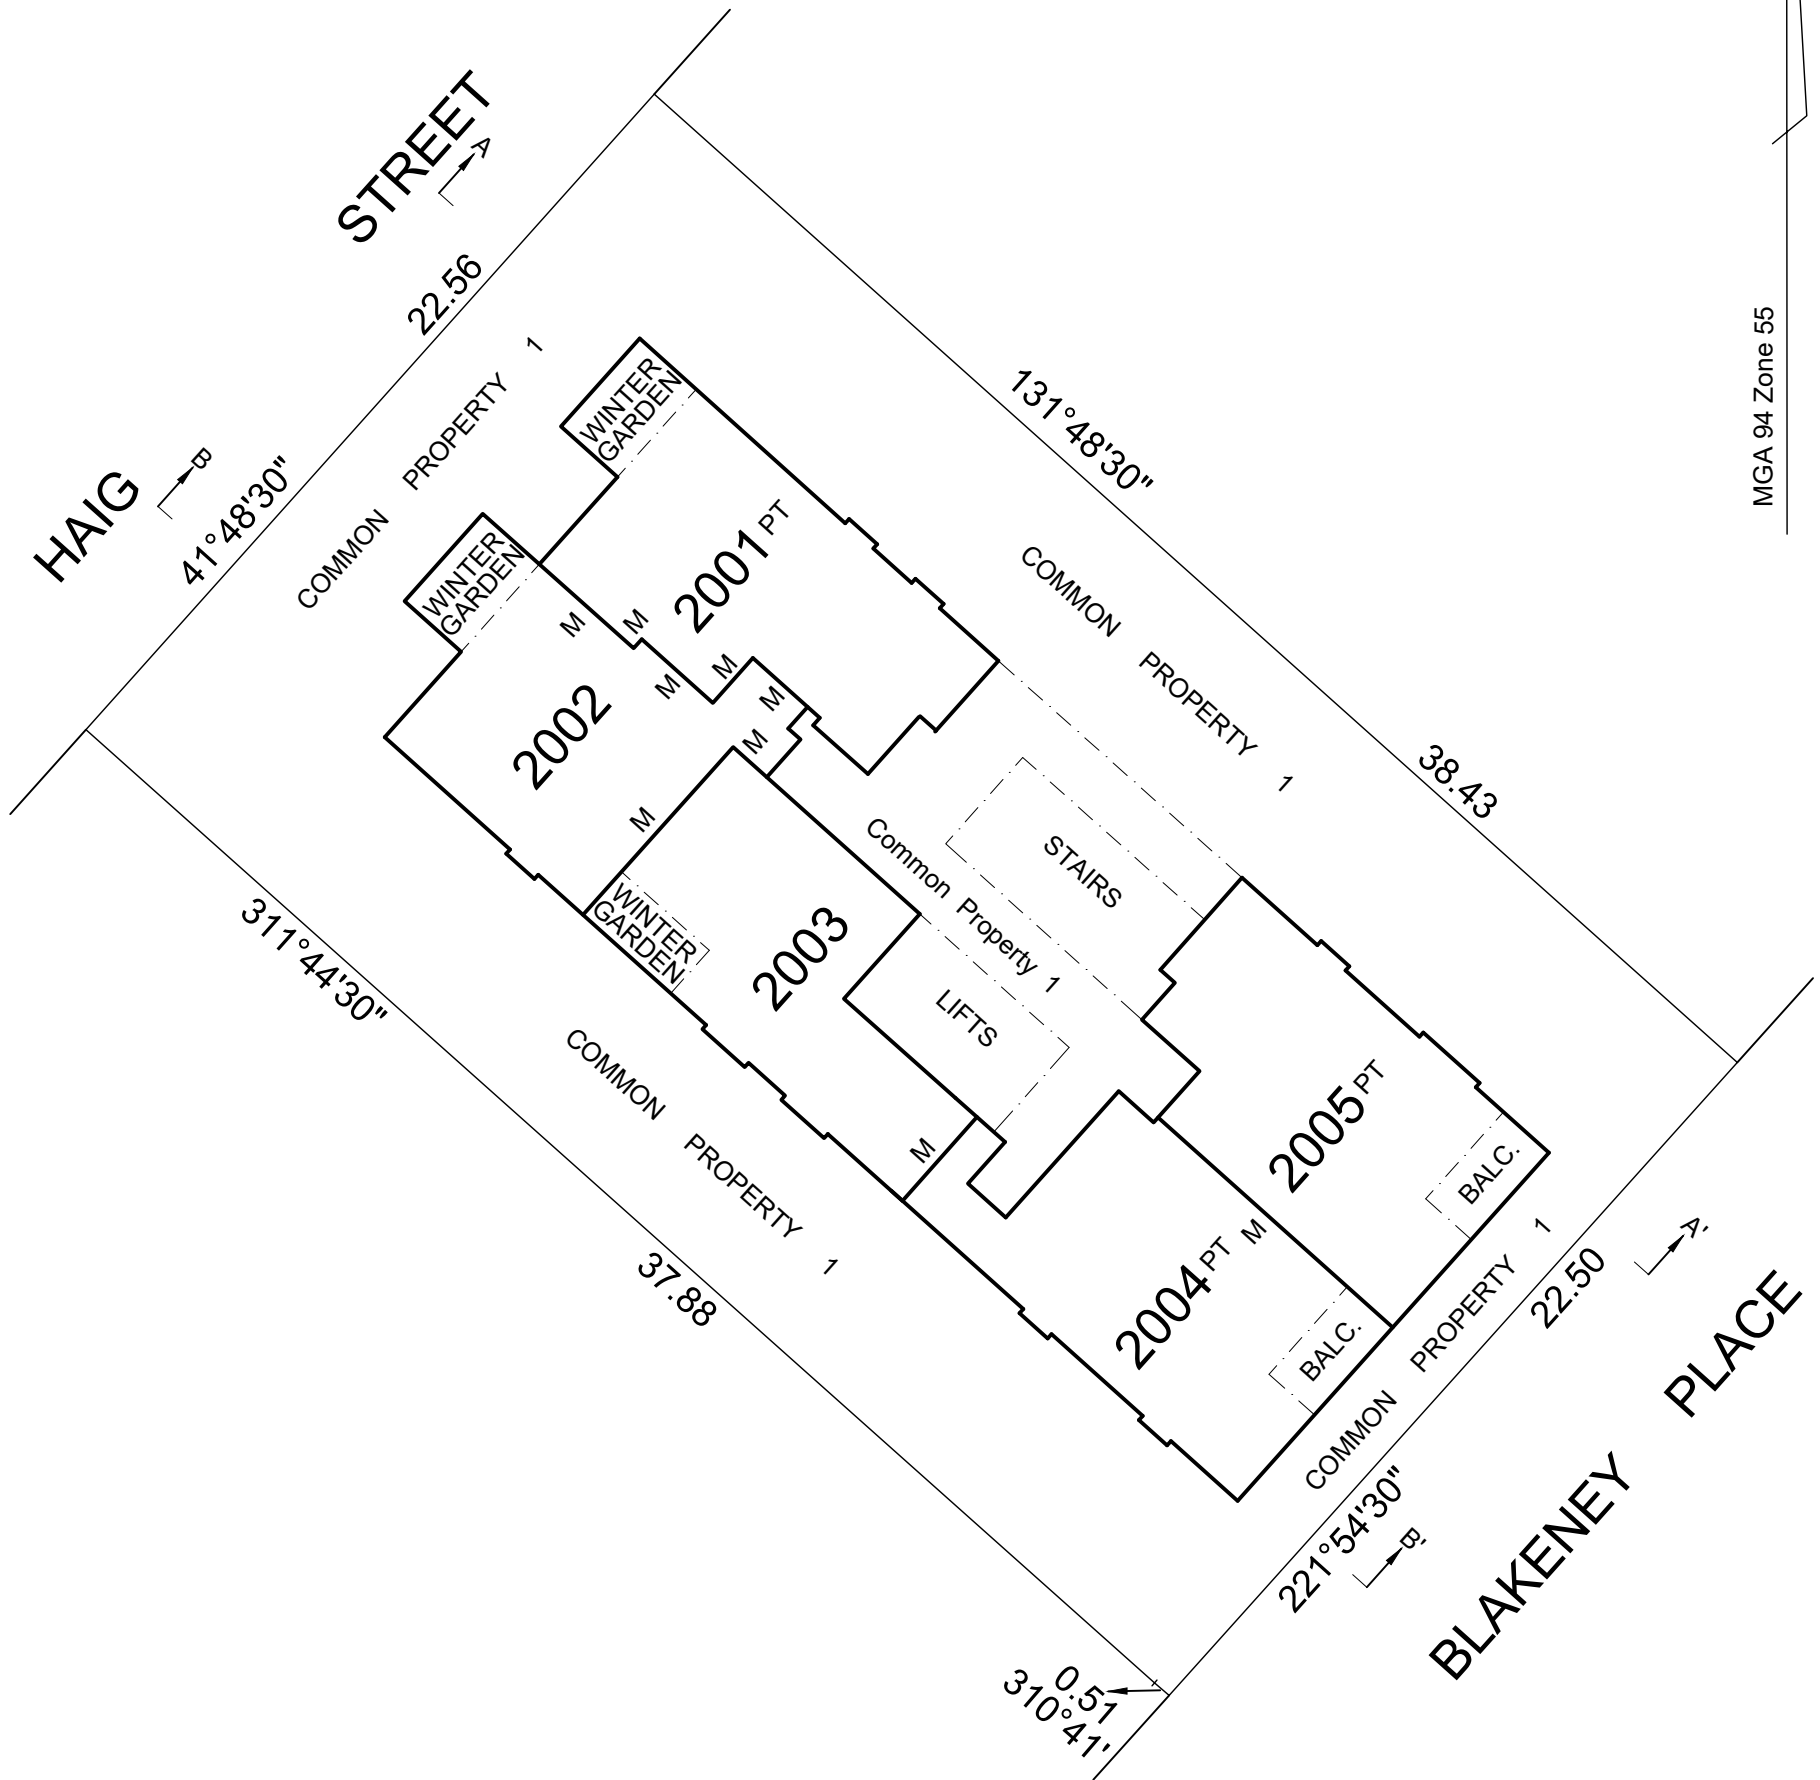 HAIG STREET
A
B
22.56
41°48'30"
COMMON PROPERTY 1
WINTER
GARDEN
2001 PT
M
M
M
M
WINTER
GARDEN
2002
M
M
M
131°48'30"
38.43
COMMON PROPERTY 1
MGA 94 Zone 55
STAIRS
Common Property 1
LIFTS
WINTER
GARDEN
2003
M
311°44'30"
37.88
COMMON PROPERTY 1
2005 PT
BALC.
M
2004 PT
BALC.
COMMON PROPERTY 1
22.50
221°54'30"
A'
B'
BLAKENEY PLACE
0.51
310°41'